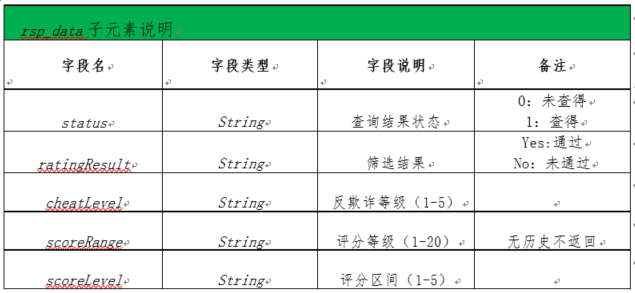 rsp_data 子元素说明
字段名 字段类型 字段说明 备注
status String 查询结果状态 0：未查得
1：查得
ratingResult String 筛选结果 Yes:通过
No：未通过
cheatLevel String 反欺诈等级（1-5）
scoreRange String 评分等级（1-20） 无历史不返回
scoreLevel String 评分区间（1-5）